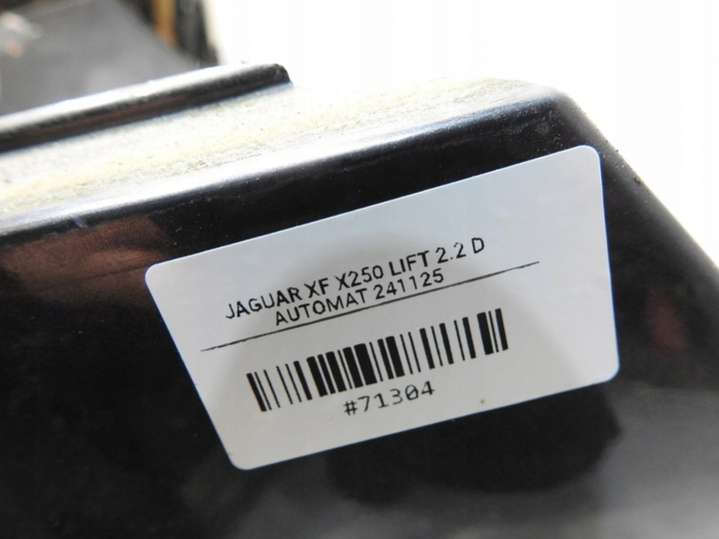 JAGUAR XF X250 LIFT 2.2 D
AUTOMAT 241125
#71304